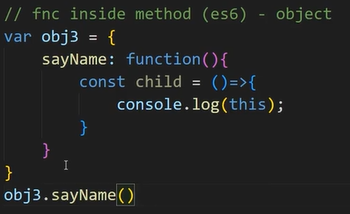 // fnc inside method (es6) - object
var obj3 = {
    sayName: function(){
        const child = ()=>{
            console.log(this);
        }
    }
}
obj3.sayName()